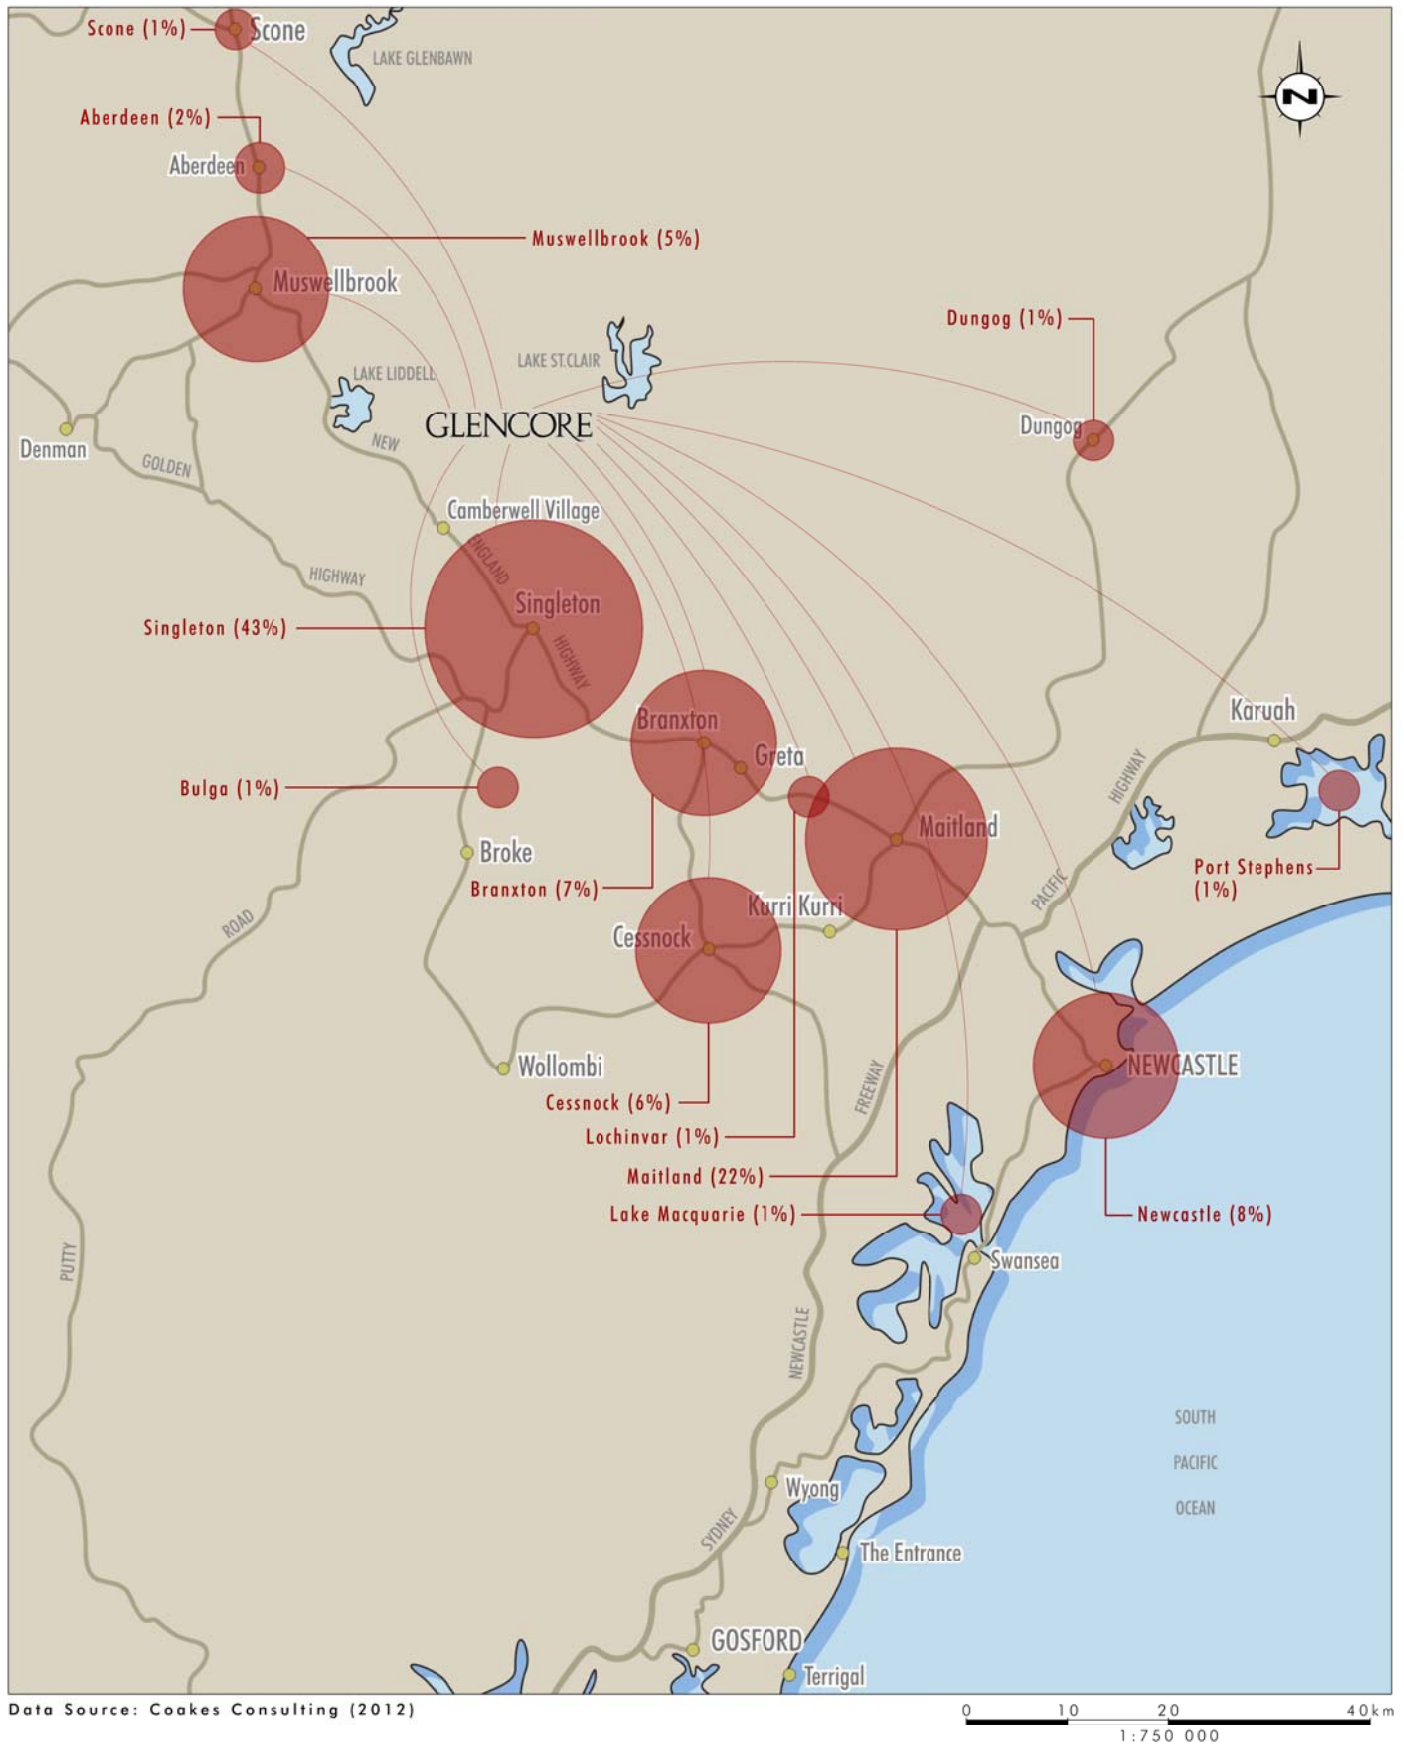 Scone (1%)
Scone
LAKE GLENBAWN
N
Aberdeen (2%)
Aberdeen
Muswellbrook (5%)
Muswellbrook
Dungog (1%)
LAKE ST.CLAIR
LAKE LIDDELL
GLENCORE
Dungog
Denman
NEW
GOLDEN
Camberwell Village
ENGLAND
HIGHWAY
Singleton
Singleton (43%)
HIGHWAY
Branxton
Karuah
Greta
HIGHWAY
Bulga (1%)
Maitland
Broke
Port Stephens
(1%)
Branxton (7%)
PACIFIC
Kurri Kurri
ROAD
Cessnock
Wollombi
NEWCASTLE
FREEWAY
Cessnock (6%)
Lochinvar (1%)
Maitland (22%)
Lake Macquarie (1%)
Newcastle (8%)
PUTTY
Swansea
NEWCASTLE
SOUTH
PACIFIC
OCEAN
Wyong
SYDNEY
The Entrance
GOSFORD
Terrigal
Data Source: Coakes Consulting (2012)
0 10 20 40km
1:750 000